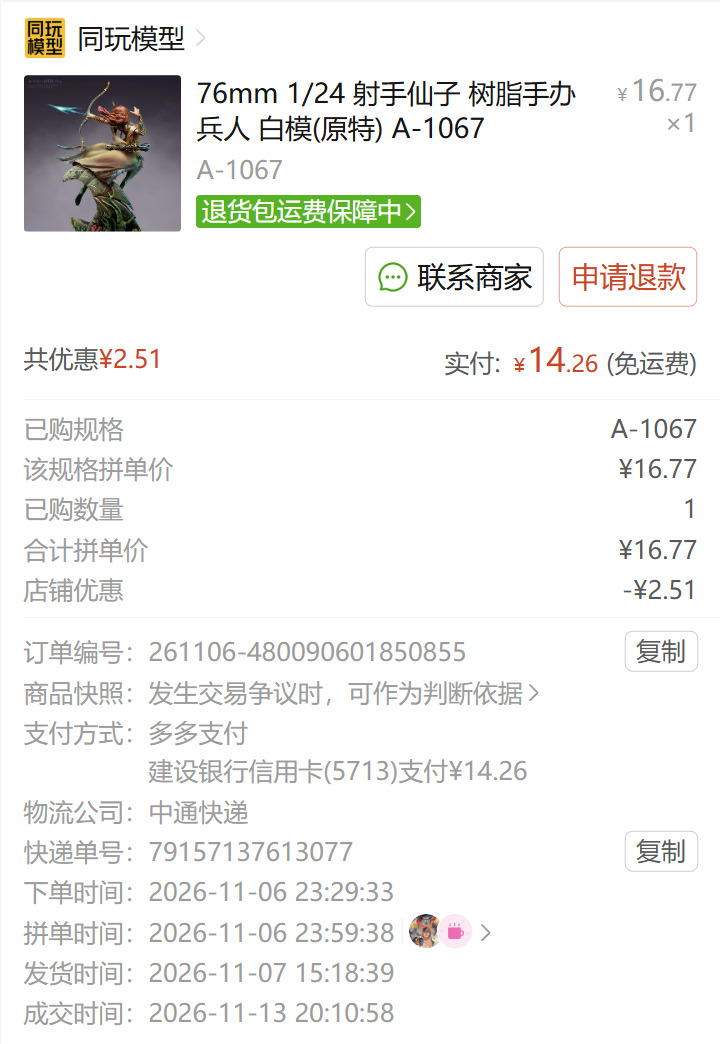 同玩
模型
同玩模型
76mm 1/24 射手仙子 树脂手办
兵人 白模(原特) A-1067
¥16.77
×1
A-1067
退货包运费保障中
联系商家
申请退款
共优惠¥2.51
实付: ¥14.26 (免运费)
已购规格 A-1067
该规格拼单价 ¥16.77
已购数量 1
合计拼单价 ¥16.77
店铺优惠 -¥2.51
订单编号: 261106-480090601850855 复制
商品快照: 发生交易争议时，可作为判断依据
支付方式: 多多支付
建设银行信用卡(5713)支付¥14.26
物流公司: 中通快递
快递单号: 79157137613077 复制
下单时间: 2026-11-06 23:29:33
拼单时间: 2026-11-06 23:59:38
发货时间: 2026-11-07 15:18:39
成交时间: 2026-11-13 20:10:58